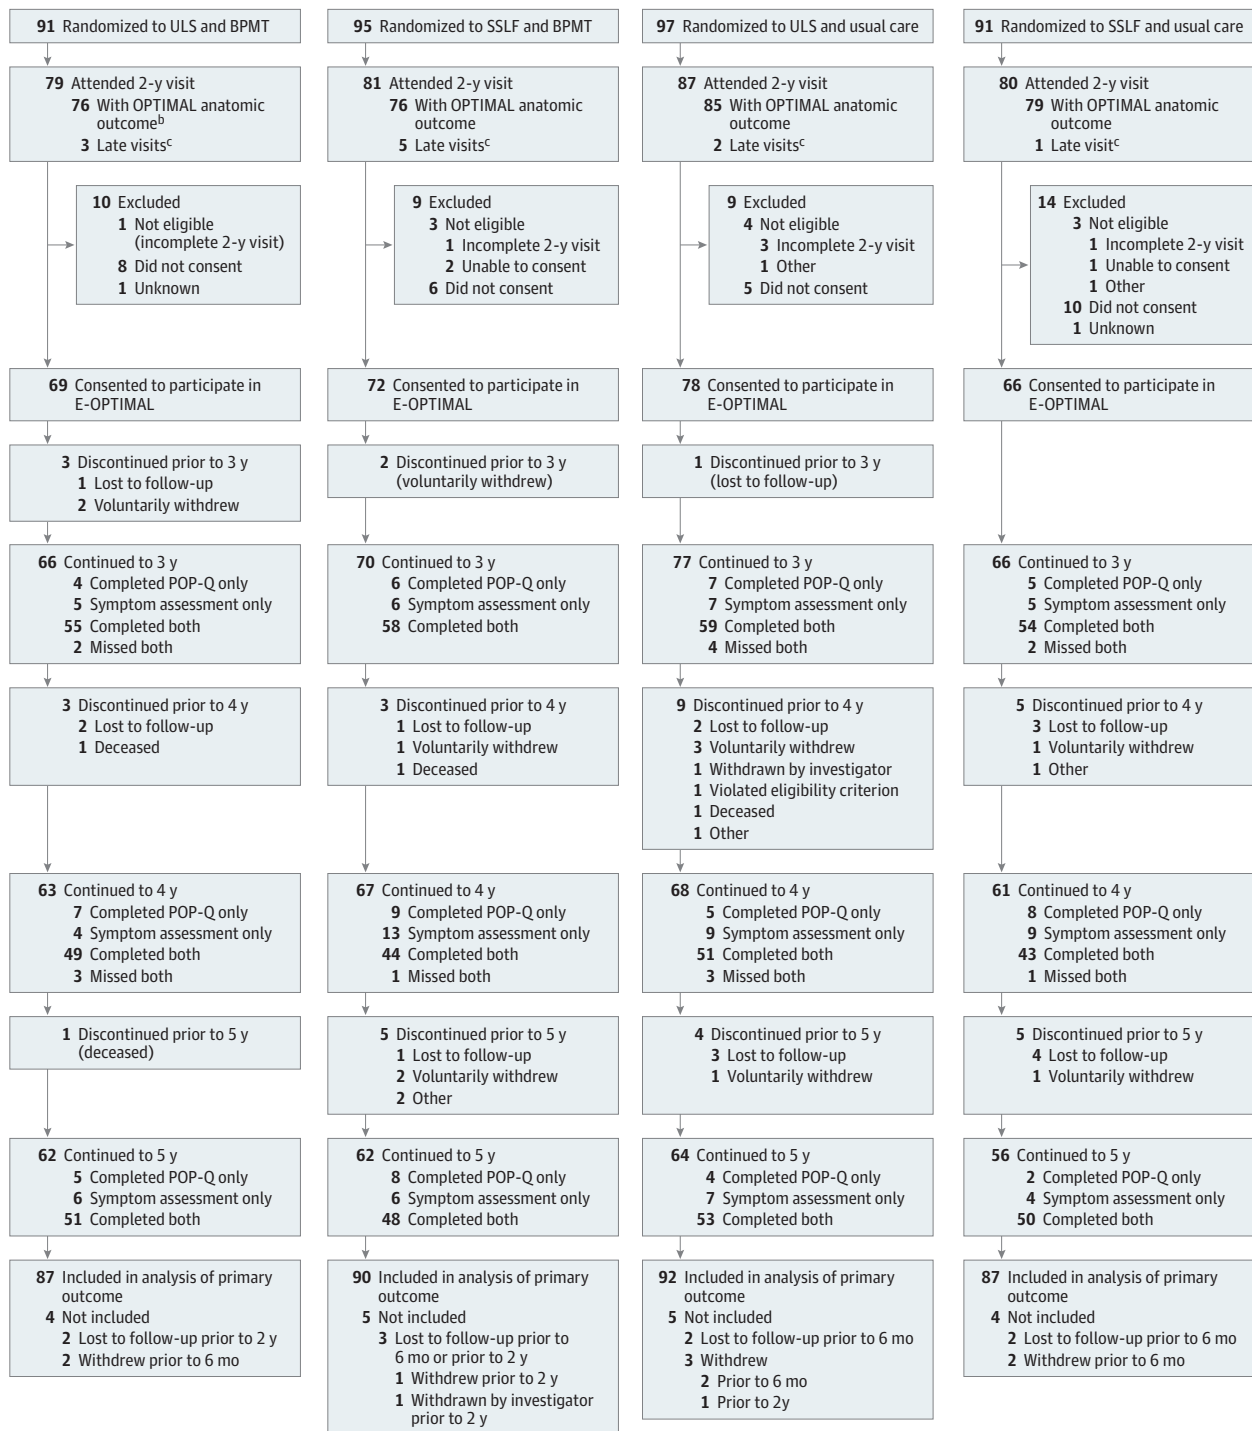 91 Randomized to ULS and BPMT
79 Attended 2-y visit
76 With OPTIMAL anatomic
outcomeᵇ
3 Late visitsᶜ
10 Excluded
1 Not eligible
(incomplete 2-y visit)
8 Did not consent
1 Unknown
69 Consented to participate in
E-OPTIMAL
3 Discontinued prior to 3 y
1 Lost to follow-up
2 Voluntarily withdrew
66 Continued to 3 y
4 Completed POP-Q only
5 Symptom assessment only
55 Completed both
2 Missed both
3 Discontinued prior to 4 y
2 Lost to follow-up
1 Deceased
63 Continued to 4 y
7 Completed POP-Q only
4 Symptom assessment only
49 Completed both
3 Missed both
1 Discontinued prior to 5 y
(deceased)
62 Continued to 5 y
5 Completed POP-Q only
6 Symptom assessment only
51 Completed both
87 Included in analysis of primary
outcome
4 Not included
2 Lost to follow-up prior to 2 y
2 Withdrew prior to 6 mo
95 Randomized to SSLF and BPMT
81 Attended 2-y visit
76 With OPTIMAL anatomic
outcome
5 Late visitsᶜ
9 Excluded
3 Not eligible
1 Incomplete 2-y visit
2 Unable to consent
6 Did not consent
72 Consented to participate in
E-OPTIMAL
2 Discontinued prior to 3 y
(voluntarily withdrew)
70 Continued to 3 y
6 Completed POP-Q only
6 Symptom assessment only
58 Completed both
3 Discontinued prior to 4 y
1 Lost to follow-up
1 Voluntarily withdrew
1 Deceased
67 Continued to 4 y
9 Completed POP-Q only
13 Symptom assessment only
44 Completed both
1 Missed both
5 Discontinued prior to 5 y
1 Lost to follow-up
2 Voluntarily withdrew
2 Other
62 Continued to 5 y
8 Completed POP-Q only
6 Symptom assessment only
48 Completed both
90 Included in analysis of primary
outcome
5 Not included
3 Lost to follow-up prior to
6 mo or prior to 2 y
1 Withdrew prior to 2 y
1 Withdrawn by investigator
prior to 2 y
97 Randomized to ULS and usual care
87 Attended 2-y visit
85 With OPTIMAL anatomic
outcome
2 Late visitsᶜ
9 Excluded
4 Not eligible
3 Incomplete 2-y visit
1 Other
5 Did not consent
78 Consented to participate in
E-OPTIMAL
1 Discontinued prior to 3 y
(lost to follow-up)
77 Continued to 3 y
7 Completed POP-Q only
7 Symptom assessment only
59 Completed both
4 Missed both
9 Discontinued prior to 4 y
2 Lost to follow-up
3 Voluntarily withdrew
1 Withdrawn by investigator
1 Violated eligibility criterion
1 Deceased
1 Other
68 Continued to 4 y
5 Completed POP-Q only
9 Symptom assessment only
51 Completed both
3 Missed both
4 Discontinued prior to 5 y
3 Lost to follow-up
1 Voluntarily withdrew
64 Continued to 5 y
4 Completed POP-Q only
7 Symptom assessment only
53 Completed both
92 Included in analysis of primary
outcome
5 Not included
2 Lost to follow-up prior to 6 mo
3 Withdrew
2 Prior to 6 mo
1 Prior to 2y
91 Randomized to SSLF and usual care
80 Attended 2-y visit
79 With OPTIMAL anatomic
outcome
1 Late visitᶜ
14 Excluded
3 Not eligible
1 Incomplete 2-y visit
1 Unable to consent
1 Other
10 Did not consent
1 Unknown
66 Consented to participate in
E-OPTIMAL
66 Continued to 3 y
5 Completed POP-Q only
5 Symptom assessment only
54 Completed both
2 Missed both
5 Discontinued prior to 4 y
3 Lost to follow-up
1 Voluntarily withdrew
1 Other
61 Continued to 4 y
8 Completed POP-Q only
9 Symptom assessment only
43 Completed both
1 Missed both
5 Discontinued prior to 5 y
4 Lost to follow-up
1 Voluntarily withdrew
56 Continued to 5 y
2 Completed POP-Q only
4 Symptom assessment only
50 Completed both
87 Included in analysis of primary
outcome
4 Not included
2 Lost to follow-up prior to 6 mo
2 Withdrew prior to 6 mo